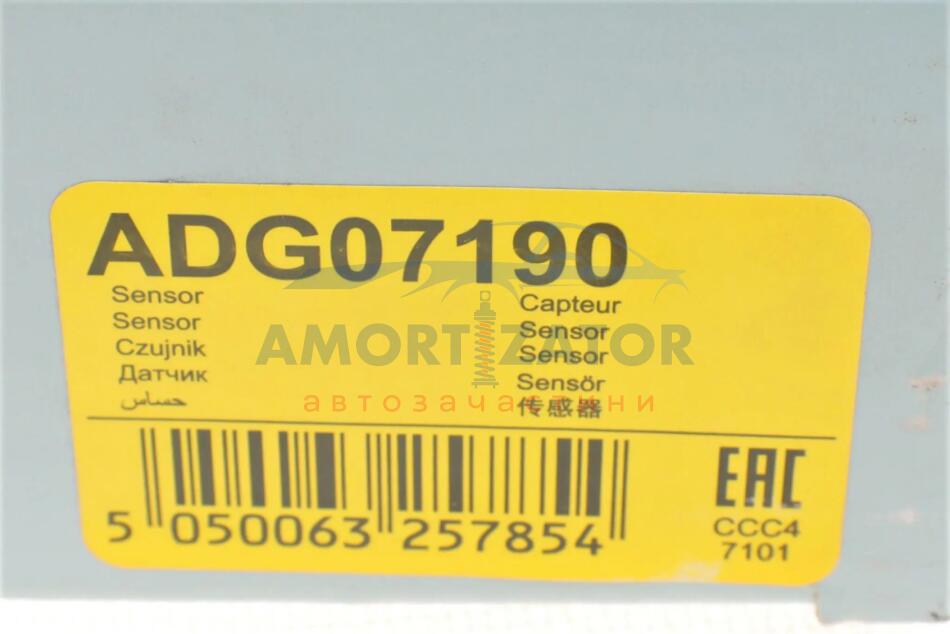 ADG07190
Sensor
Sensor
Czujnik
Датчик
حساس
Capteur
Sensor
Sensor
Sensör
传感器
AMORTIZATOR
автозачастини
5 050063 257854
EAC
CCC4
7101